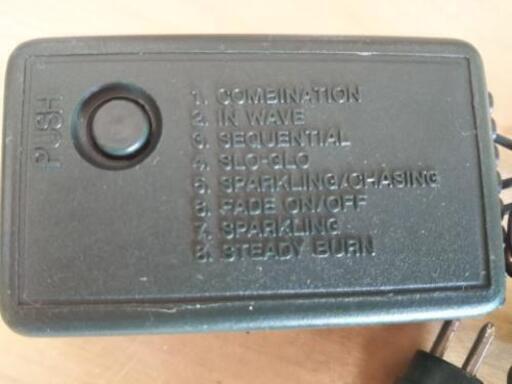 PUSH
1. COMBINATION
2. IN WAVE
3. SEQUENTIAL
4. SLO-GLO
5. SPARKLING/CHASING
6. FADE ON/OFF
7. SPARKLING
8. STEADY BURN